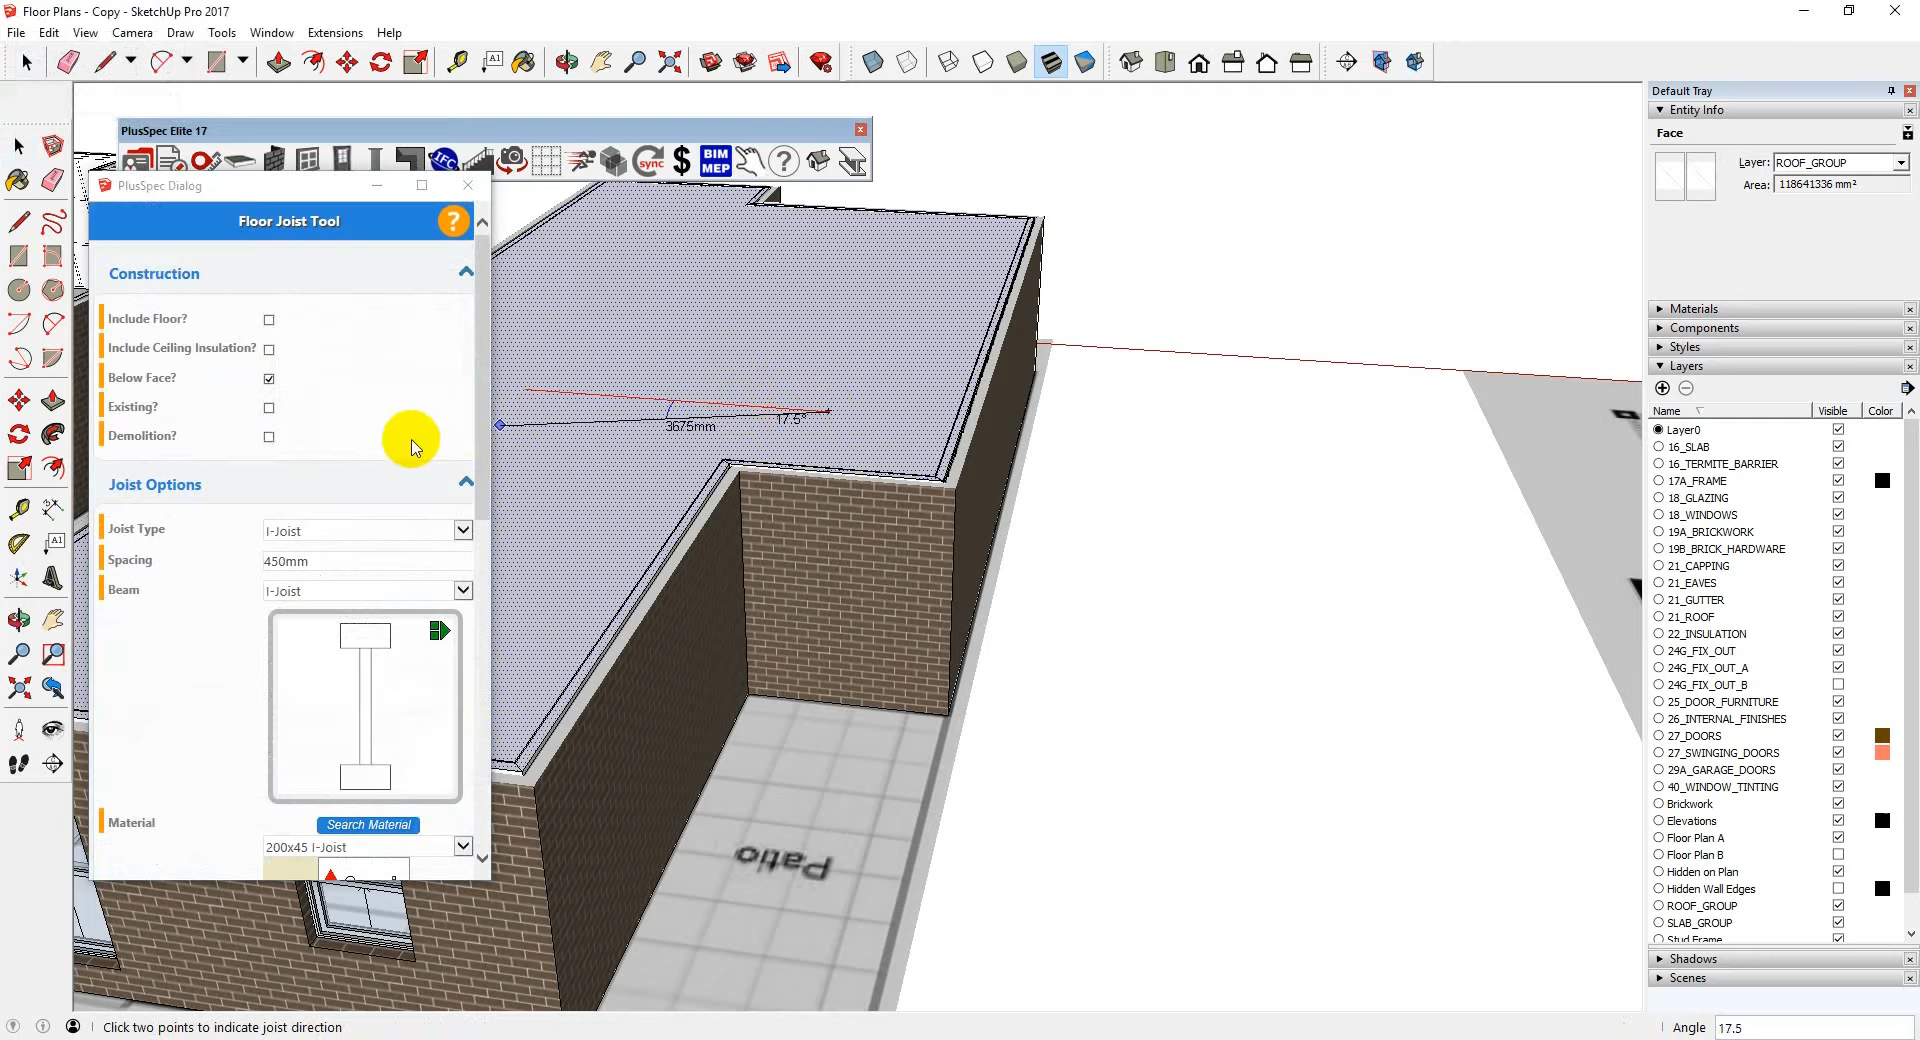 Floor Plans - Copy - SketchUp Pro 2017
File Edit View Camera Draw Tools Window Extensions Help
A1
PlusSpec Elite 17
IFC
sync
$
BIM
MEP
?
PlusSpec Dialog
Floor Joist Tool
?
Construction
Include Floor?
Include Ceiling Insulation?
Below Face?
Existing?
Demolition?
Joist Options
Joist Type I-Joist
Spacing 450mm
Beam I-Joist
Material Search Material
200x45 I-Joist
A1
3675mm
17.5°
Patio
Default Tray
Entity Info
Face
Layer: ROOF_GROUP
Area: 118641336 mm²
Materials
Components
Styles
Layers
Name Visible Color
Layer0
16_SLAB
16_TERMITE_BARRIER
17A_FRAME
18_GLAZING
18_WINDOWS
19A_BRICKWORK
19B_BRICK_HARDWARE
21_CAPPING
21_EAVES
21_GUTTER
21_ROOF
22_INSULATION
24G_FIX_OUT
24G_FIX_OUT_A
24G_FIX_OUT_B
25_DOOR_FURNITURE
26_INTERNAL_FINISHES
27_DOORS
27_SWINGING_DOORS
29A_GARAGE_DOORS
40_WINDOW_TINTING
Brickwork
Elevations
Floor Plan A
Floor Plan B
Hidden on Plan
Hidden Wall Edges
ROOF_GROUP
SLAB_GROUP
Stud Frame
Shadows
Scenes
Click two points to indicate joist direction
Angle 17.5